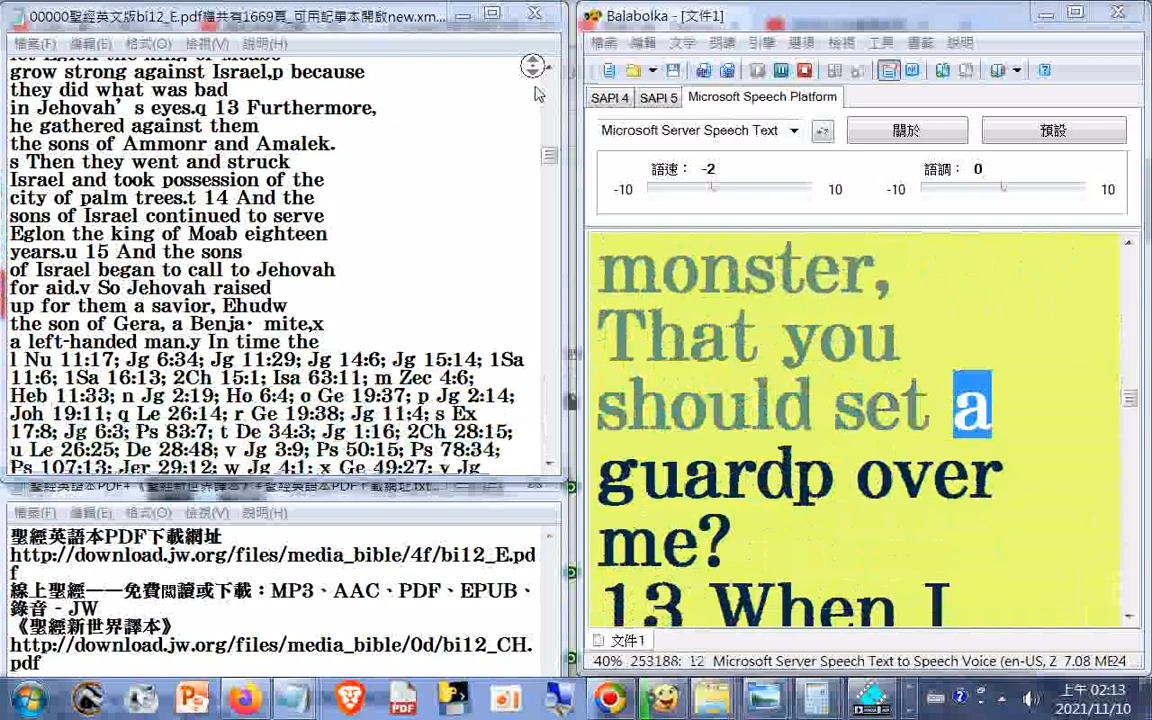 00000聖經英文版bi12_E.pdf檔共有1669頁_可用記事本開啟new.xm...
檔案(F) 編輯(E) 格式(O) 檢視(V) 說明(H)
grow strong against Israel,p because
they did what was bad
in Jehovah’s eyes.q 13 Furthermore,
he gathered against them
the sons of Ammonr and Amalek.
s Then they went and struck
Israel and took possession of the
city of palm trees.t 14 And the
sons of Israel continued to serve
Eglon the king of Moab eighteen
years.u 15 And the sons
of Israel began to call to Jehovah
for aid.v So Jehovah raised
up for them a savior, Ehudw
the son of Gera, a Benja·mite,x
a left-handed man.y In time the
l Nu 11:17; Jg 6:34; Jg 11:29; Jg 14:6; Jg 15:14; 1Sa
11:6; 1Sa 16:13; 2Ch 15:1; Isa 63:11; m Zec 4:6;
Heb 11:33; n Jg 2:19; Ho 6:4; o Ge 19:37; p Jg 2:14;
Joh 19:11; q Le 26:14; r Ge 19:38; Jg 11:4; s Ex
17:8; Jg 6:3; Ps 83:7; t De 34:3; Jg 1:16; 2Ch 28:15;
u Le 26:25; De 28:48; v Jg 3:9; Ps 50:15; Ps 78:34;
Ps 107:13; Jer 29:12; w Jg 4:1; x Ge 49:27; y Jg
檔案(F) 編輯(E) 格式(O) 檢視(V) 說明(H)
聖經英語本PDF下載網址
http://download.jw.org/files/media_bible/4f/bi12_E.pd
f
線上聖經——免費閱讀或下載：MP3、AAC、PDF、EPUB、
錄音 - JW
《聖經新世界譯本》
http://download.jw.org/files/media_bible/0d/bi12_CH.
pdf
Balabolka - [文件1]
檔案 編輯 文字 朗讀 引擎 選項 檢視 工具 書籤 說明
SAPI 4 SAPI 5 Microsoft Speech Platform
Microsoft Server Speech Text 關於 預設
語速： -2 語調： 0
-10 10 -10 10
monster,
That you
should set a
guardp over
me?
13 When I
文件1
40% 253188: 12 Microsoft Server Speech Text to Speech Voice (en-US, Z 7.08 ME24
上午 02:13
2021/11/10